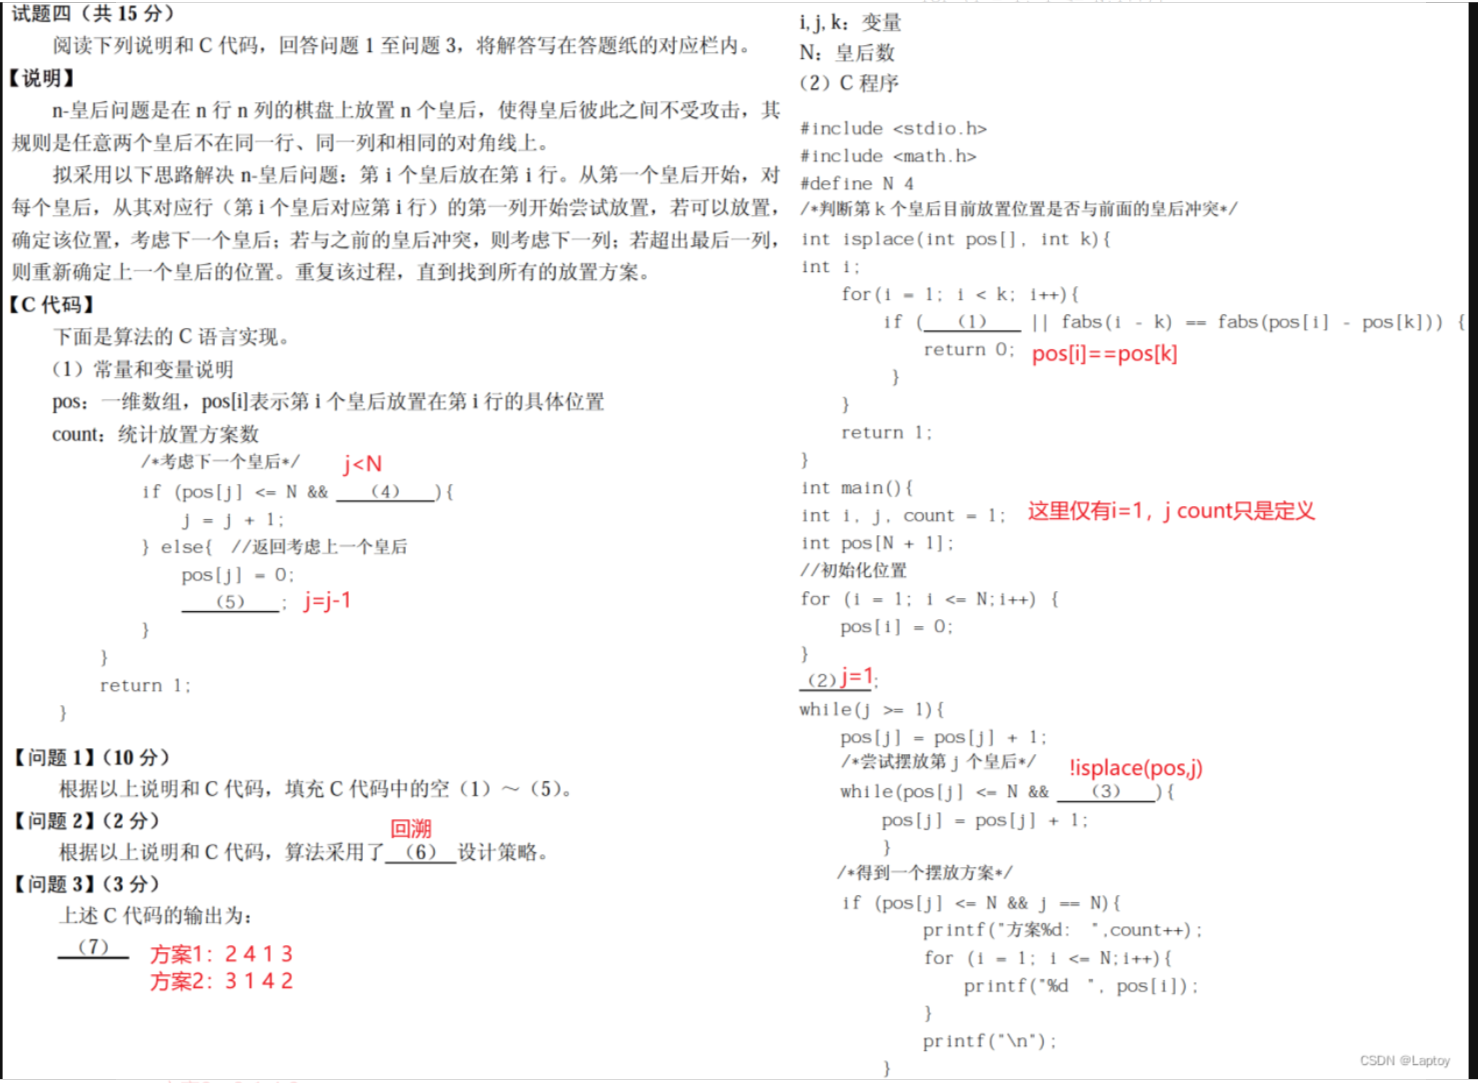 试题四（共 15 分）
阅读下列说明和 C 代码，回答问题 1 至问题 3，将解答写在答题纸的对应栏内。
【说明】
n-皇后问题是在 n 行 n 列的棋盘上放置 n 个皇后，使得皇后彼此之间不受攻击，其
规则是任意两个皇后不在同一行、同一列和相同的对角线上。
拟采用以下思路解决 n-皇后问题：第 i 个皇后放在第 i 行。从第一个皇后开始，对
每个皇后，从其对应行（第 i 个皇后对应第 i 行）的第一列开始尝试放置，若可以放置，
确定该位置，考虑下一个皇后；若与之前的皇后冲突，则考虑下一列；若超出最后一列，
则重新确定上一个皇后的位置。重复该过程，直到找到所有的放置方案。
【C 代码】
下面是算法的 C 语言实现。
（1）常量和变量说明
pos：一维数组，pos[i]表示第 i 个皇后放置在第 i 行的具体位置
count：统计放置方案数
/*考虑下一个皇后*/ j<N
if (pos[j] <= N && （4）){
j = j + 1;
} else{ //返回考虑上一个皇后
pos[j] = 0;
（5）; j=j-1
}
}
return 1;
}
【问题 1】（10 分）
根据以上说明和 C 代码，填充 C 代码中的空（1）～（5）。
【问题 2】（2 分）
回溯
根据以上说明和 C 代码，算法采用了（6）设计策略。
【问题 3】（3 分）
上述 C 代码的输出为：
（7） 方案1：2 4 1 3
方案2：3 1 4 2
i, j, k：变量
N：皇后数
（2）C 程序
#include <stdio.h>
#include <math.h>
#define N 4
/*判断第 k 个皇后目前放置位置是否与前面的皇后冲突*/
int isplace(int pos[], int k){
int i;
for(i = 1; i < k; i++){
if (（1） || fabs(i - k) == fabs(pos[i] - pos[k])) {
return 0; pos[i]==pos[k]
}
}
return 1;
}
int main(){
int i, j, count = 1; 这里仅有i=1，j count只是定义
int pos[N + 1];
//初始化位置
for (i = 1; i <= N;i++) {
pos[i] = 0;
}
（2）j=1;
while(j >= 1){
pos[j] = pos[j] + 1;
/*尝试摆放第 j 个皇后*/ !isplace(pos,j)
while(pos[j] <= N && （3）){
pos[j] = pos[j] + 1;
}
/*得到一个摆放方案*/
if (pos[j] <= N && j == N){
printf("方案%d: ",count++);
for (i = 1; i <= N;i++){
printf("%d ", pos[i]);
}
printf("\n");
}
CSDN @Laptoy